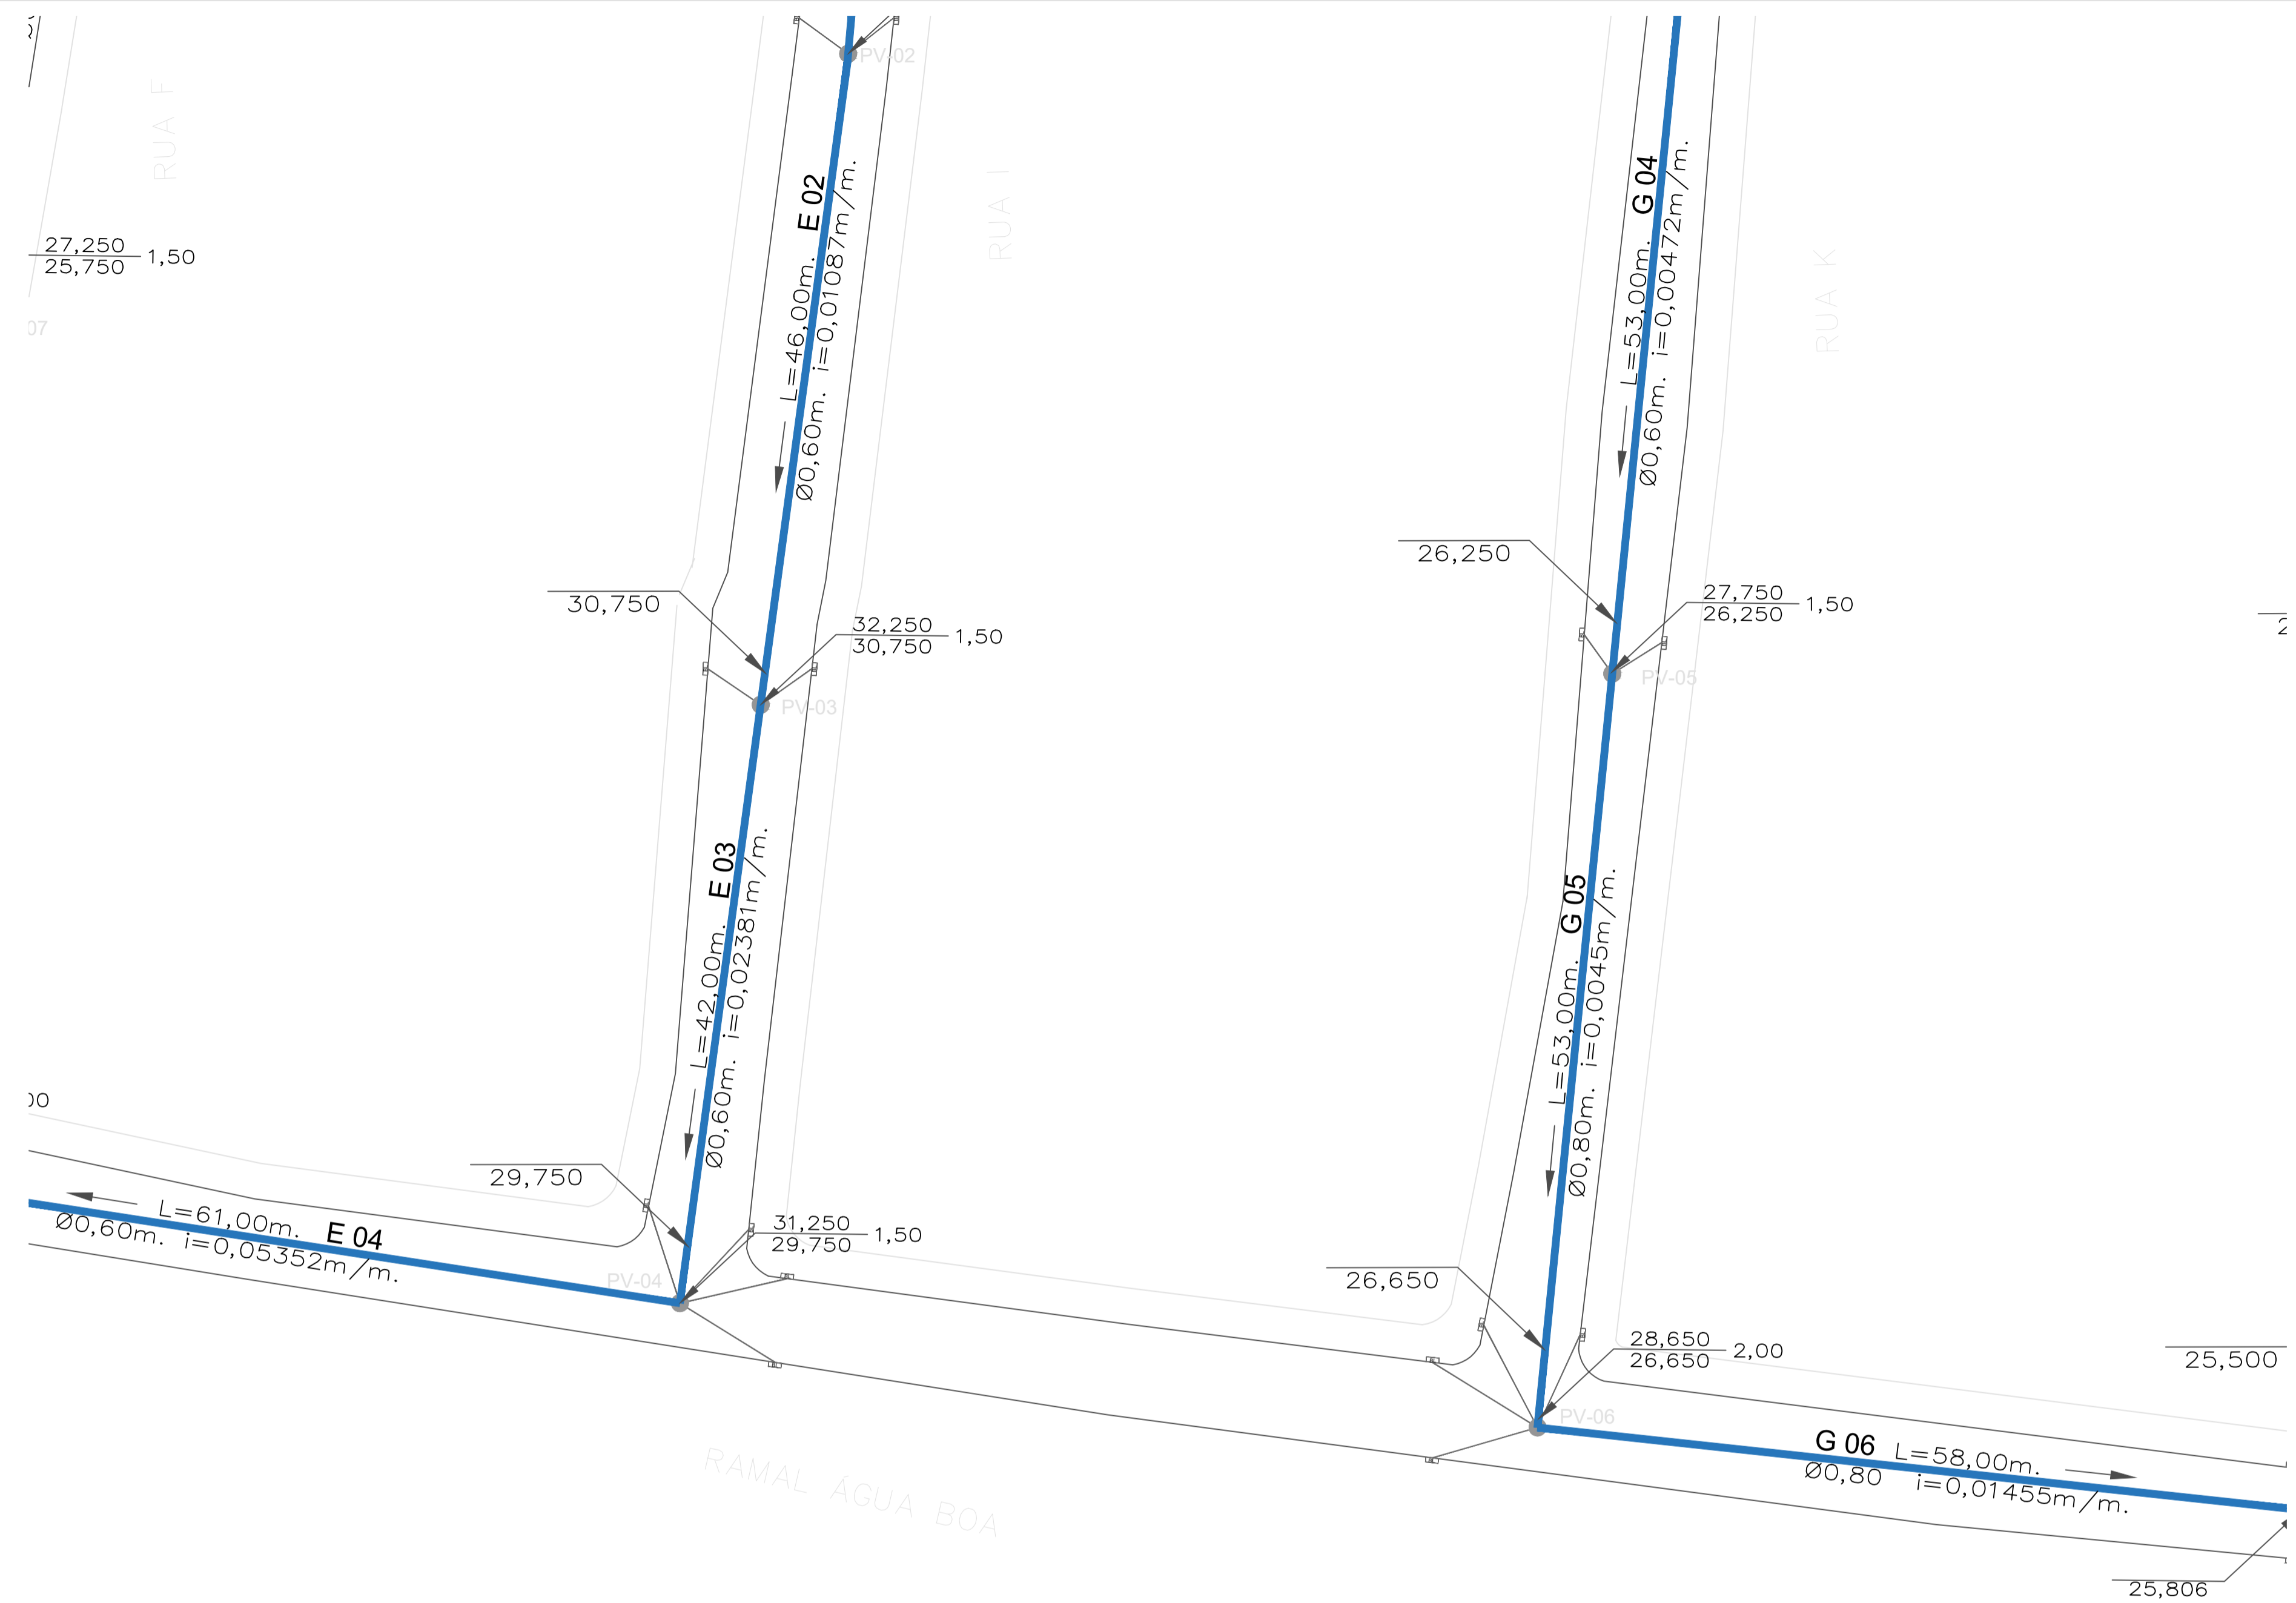 PV-02
RUA F
27,250
25,750
1,50
07
E 02
L=46,00m.
Ø0,60m. i=0,01087m/m.
RUA I
G 04
L=53,00m.
Ø0,60m. i=0,00472m/m.
RUA K
30,750
32,250
30,750
1,50
PV-03
26,250
27,750
26,250
1,50
PV-05
E 03
L=42,00m.
Ø0,60m. i=0,02381m/m.
G 05
L=53,00m.
Ø0,80m. i=0,0045m/m.
29,750
31,250
29,750
1,50
PV-04
L=61,00m. E 04
Ø0,60m. i=0,05352m/m.
26,650
28,650
26,650
2,00
PV-06
25,500
G 06 L=58,00m.
Ø0,80 i=0,01455m/m.
25,806
RAMAL ÁGUA BOA